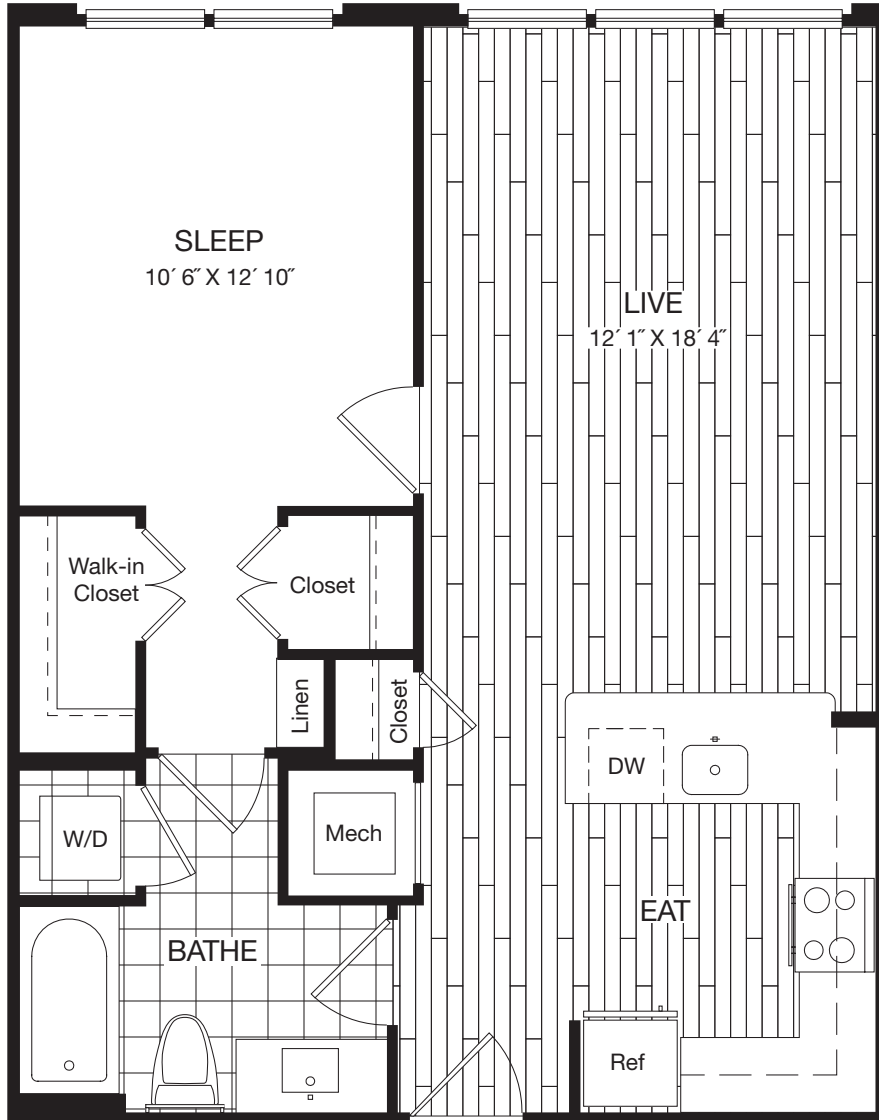 SLEEP
10´ 6˝ X 12´ 10˝
LIVE
12´ 1˝ X 18´ 4˝
Walk-in
Closet
Closet
Linen
Closet
DW
W/D
Mech
EAT
BATHE
Ref